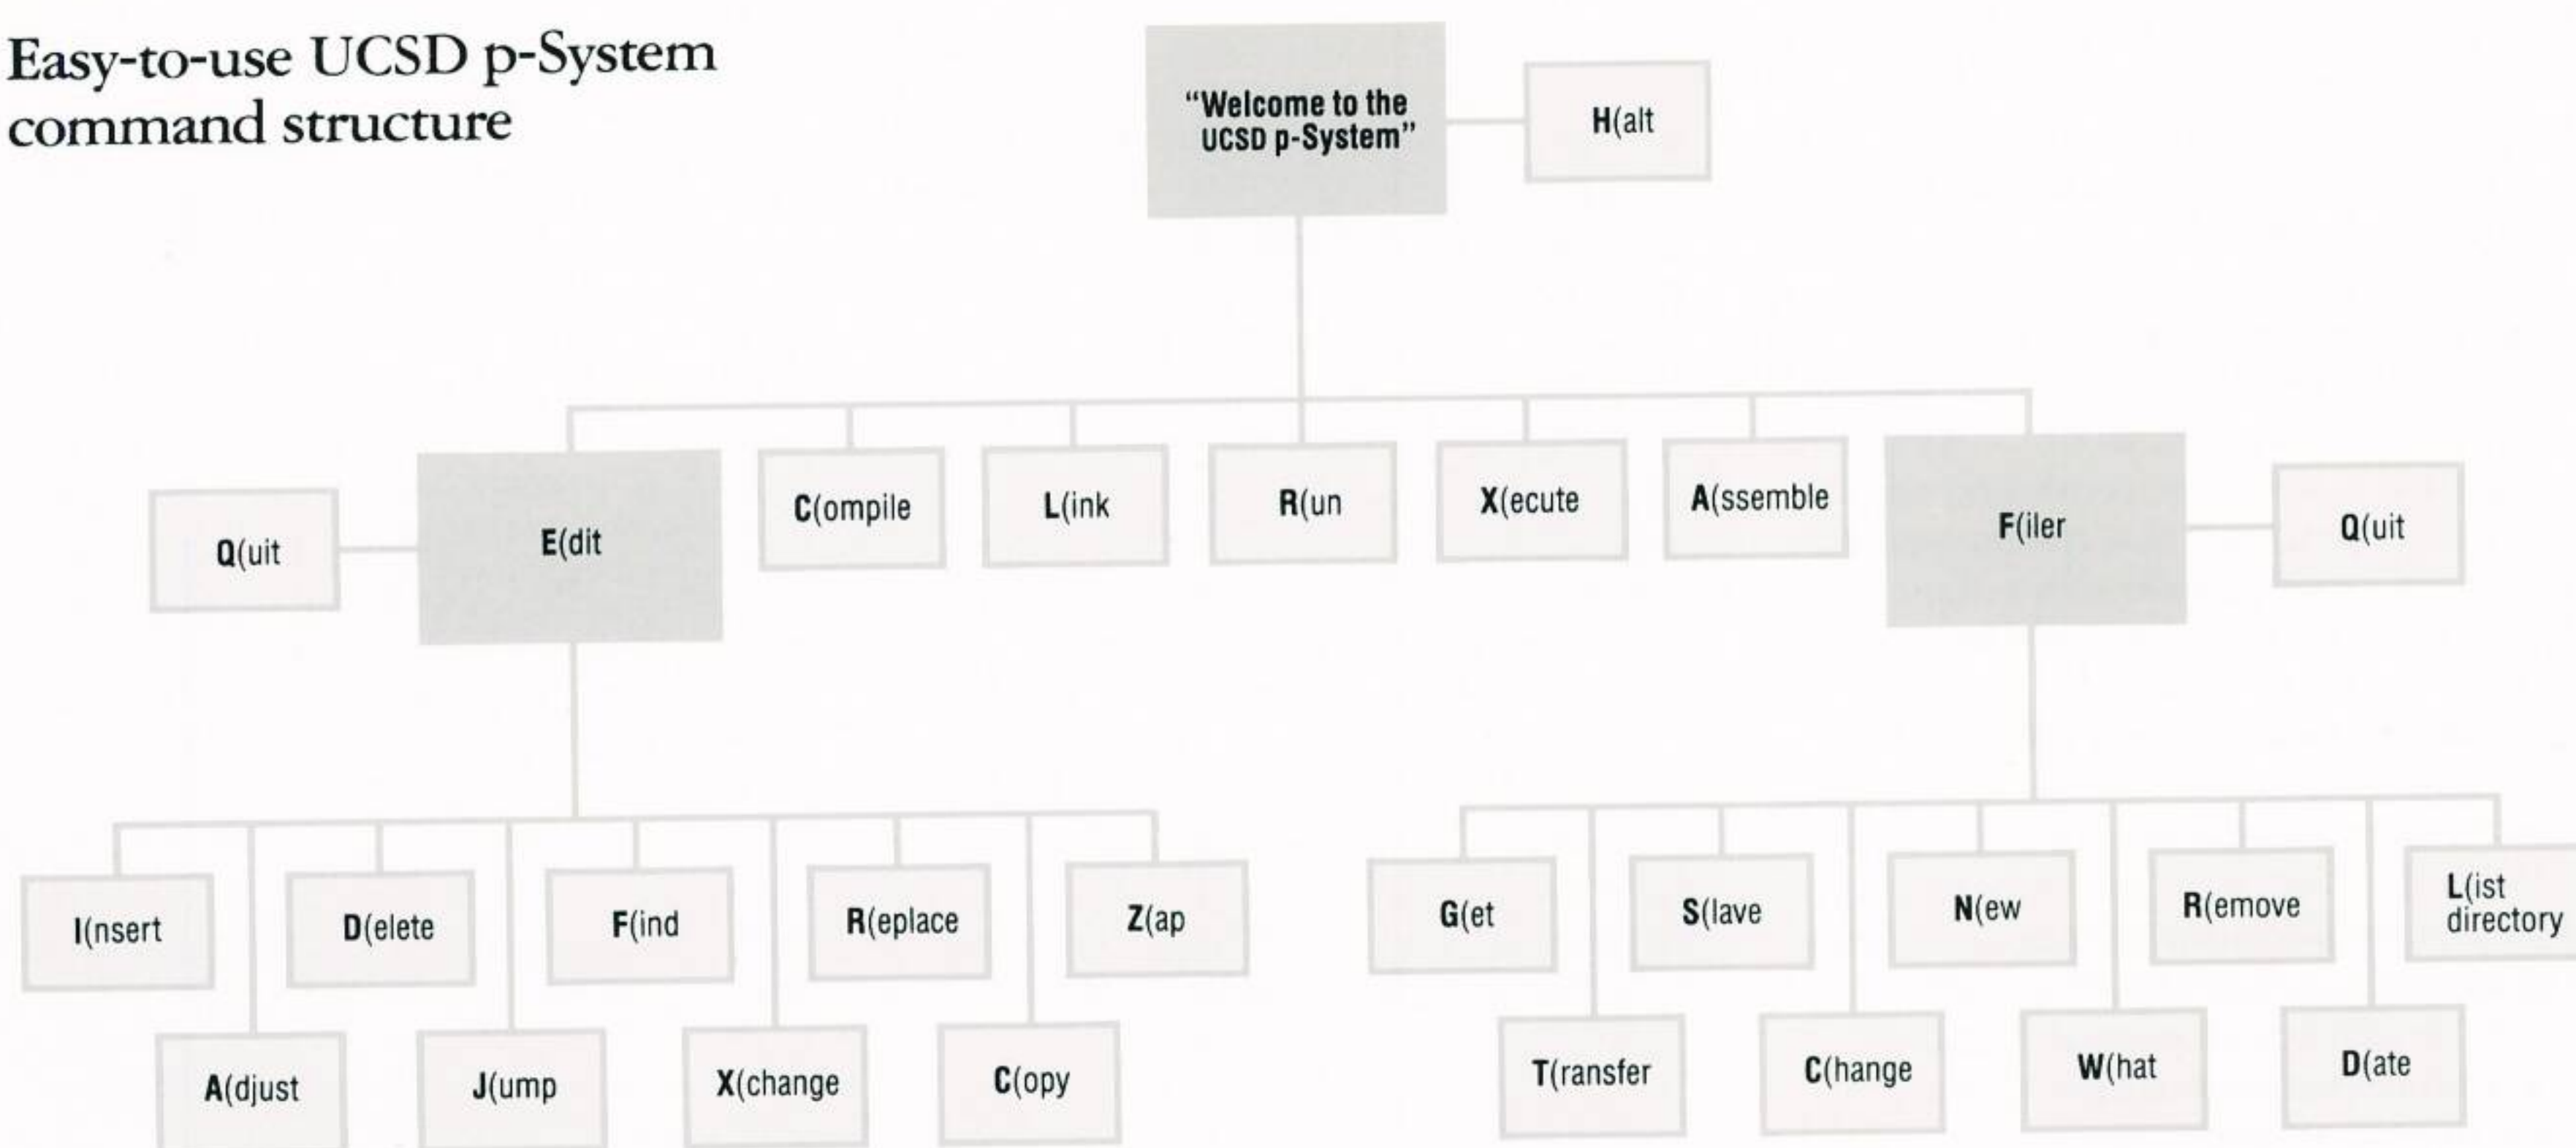 Easy-to-use UCSD p-System
command structure
“Welcome to the
UCSD p-System”
H(alt
Q(uit
E(dit
C(ompile
L(ink
R(un
X(ecute
A(ssemble
F(iler
Q(uit
I(nsert
D(elete
F(ind
R(eplace
Z(ap
A(djust
J(ump
X(change
C(opy
G(et
S(lave
N(ew
R(emove
L(ist
directory
T(ransfer
C(hange
W(hat
D(ate